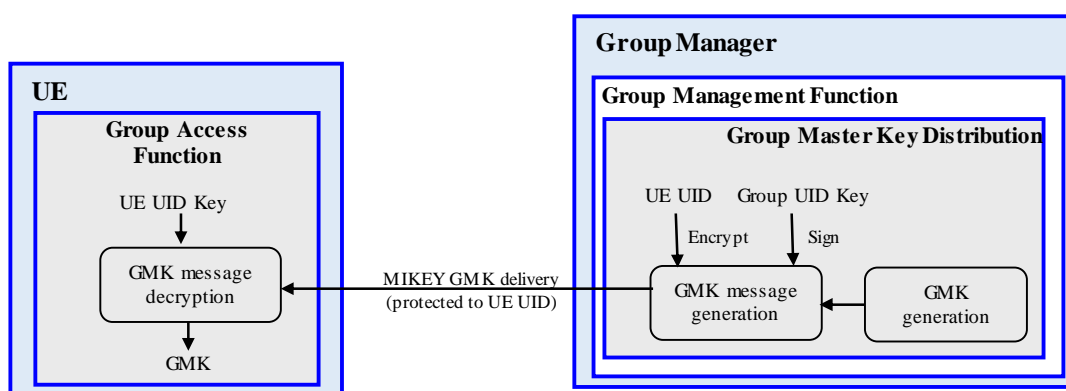 UE
Group Access
Function
UE UID Key
GMK message
decryption
GMK
MIKEY GMK delivery
(protected to UE UID)
Group Manager
Group Management Function
Group Master Key Distribution
UE UID
Group UID Key
Encrypt
Sign
GMK message
generation
GMK
generation